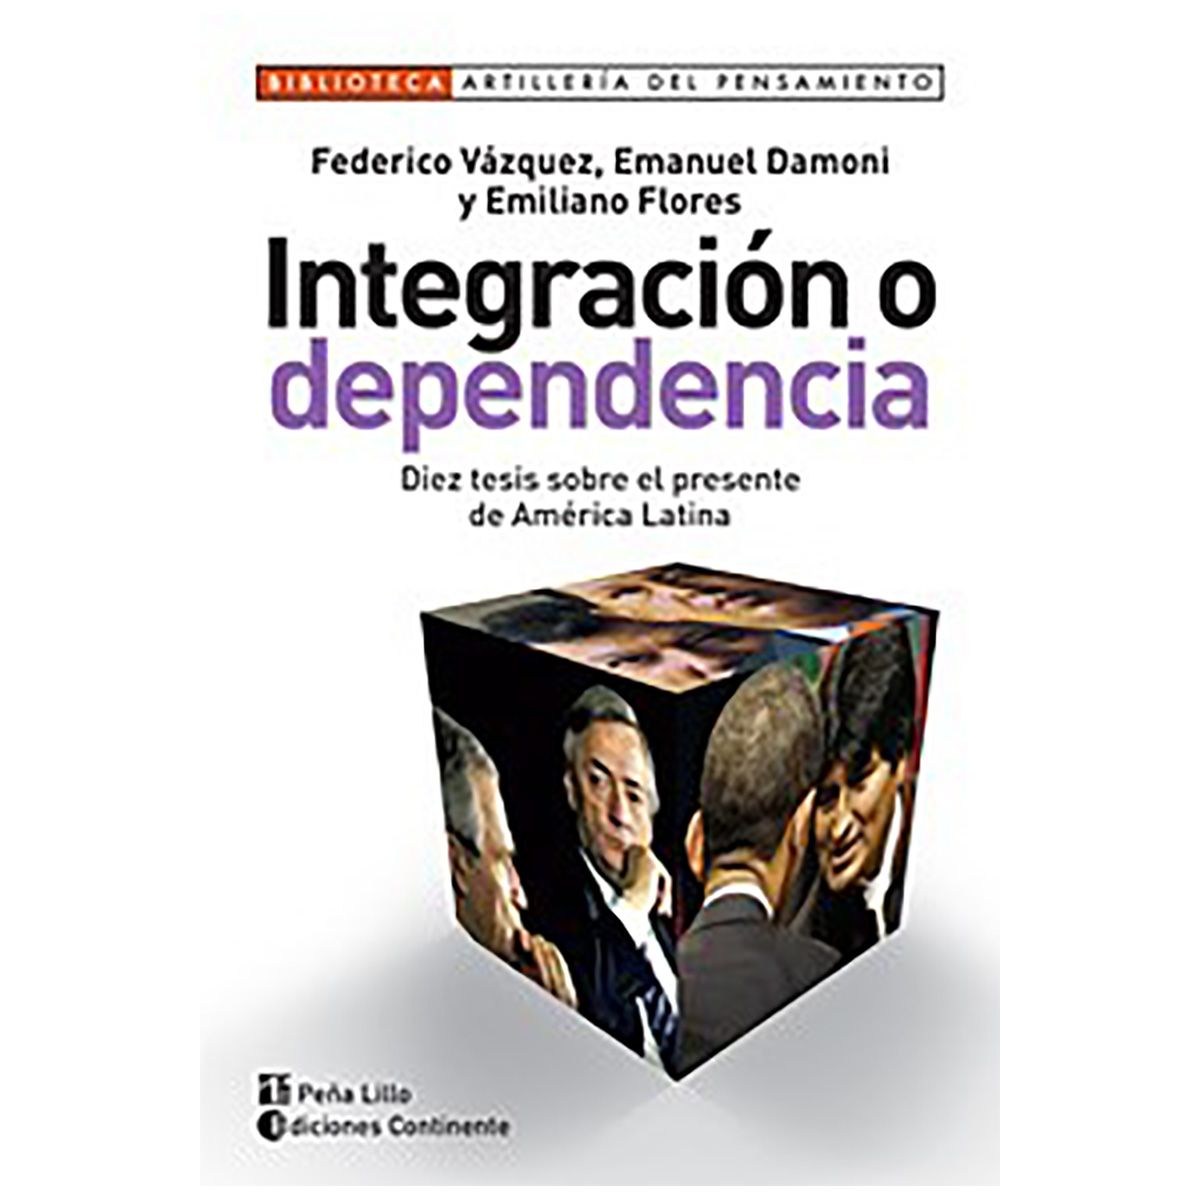 BIBLIOTECA ARTILLERÍA DEL PENSAMIENTO
Federico Vázquez, Emanuel Damoni
y Emiliano Flores
Integración o
dependencia
Diez tesis sobre el presente
de América Latina
Peña Lillo
Ediciones Continente